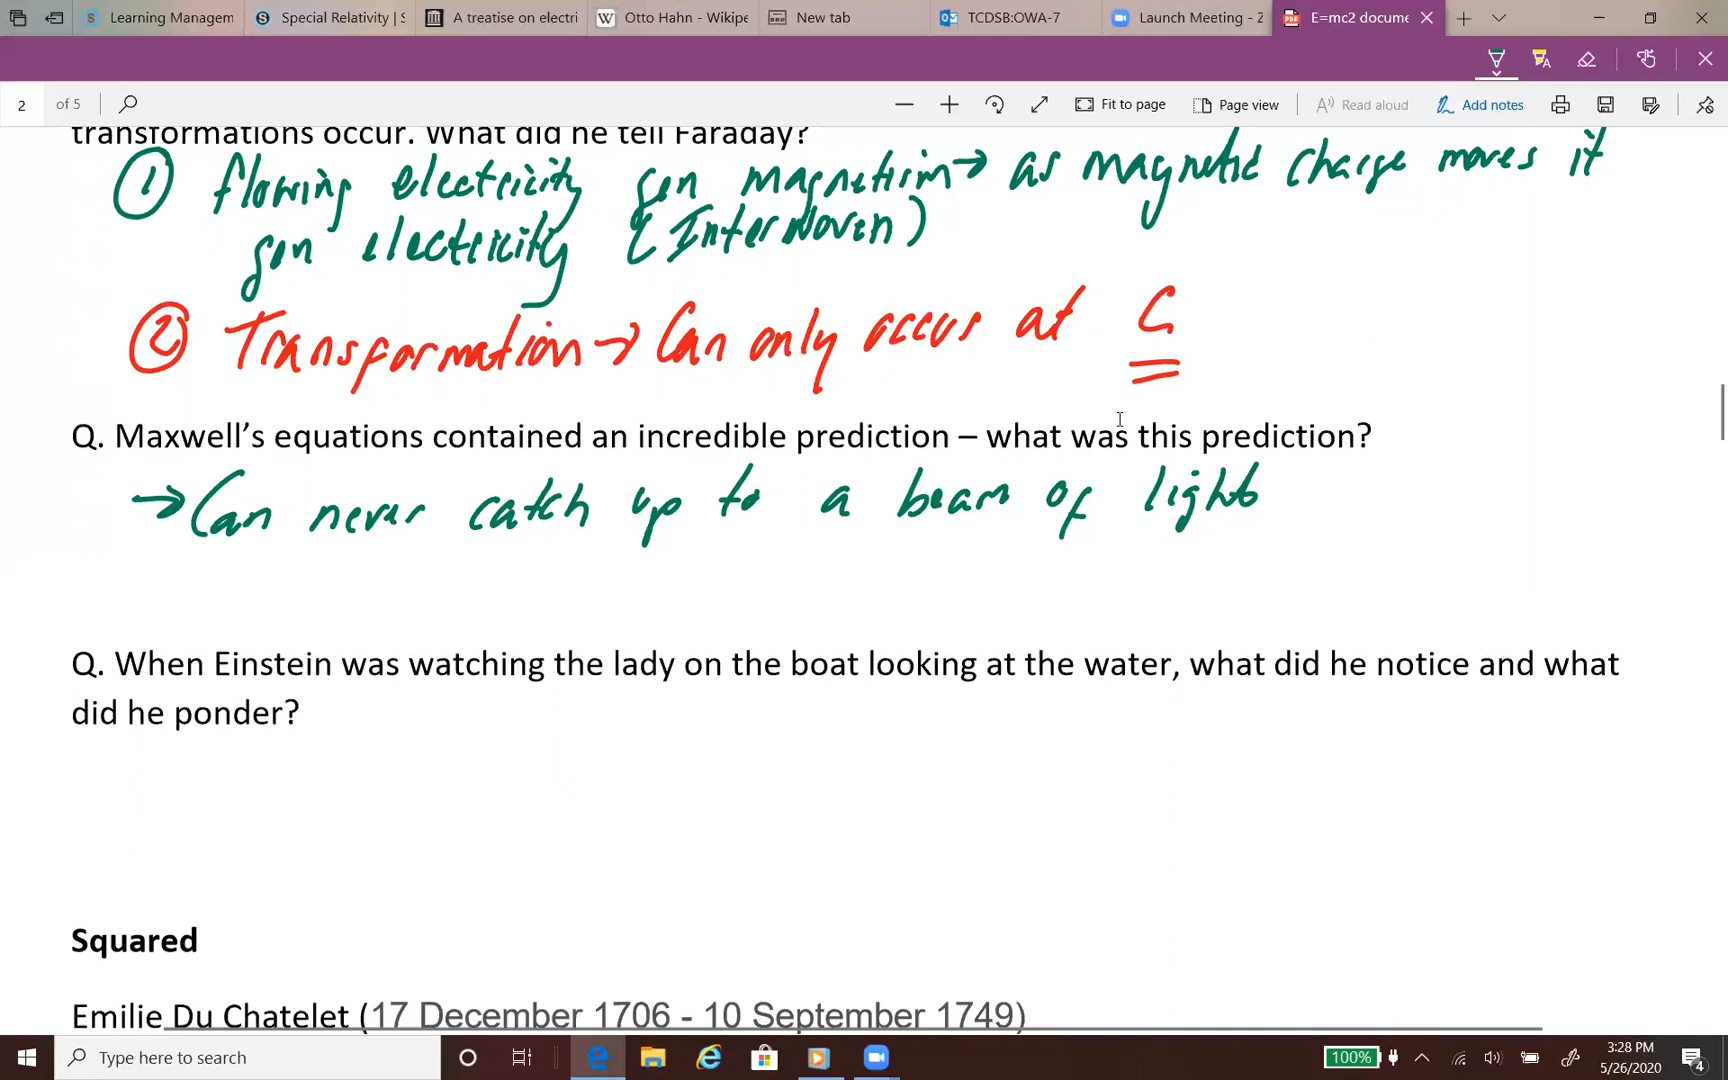 Learning Managem
Special Relativity | S
A treatise on electri
W Otto Hahn - Wikipe
New tab
TCDSB:OWA-7
Launch Meeting - Z
E=mc2 docume
2 of 5
Fit to page
Page view
Read aloud
Add notes
transformations occur. What did he tell Faraday?
① flowing electricity gen magnetism → as magnetic charge moves it
gen electricity (Interwoven)
② Transformation → Can only occur at C
Q. Maxwell’s equations contained an incredible prediction – what was this prediction?
→ Can never catch up to a beam of light
Q. When Einstein was watching the lady on the boat looking at the water, what did he notice and what
did he ponder?
Squared
Emilie Du Chatelet (17 December 1706 - 10 September 1749)
Type here to search
100%
3:28 PM
5/26/2020
4